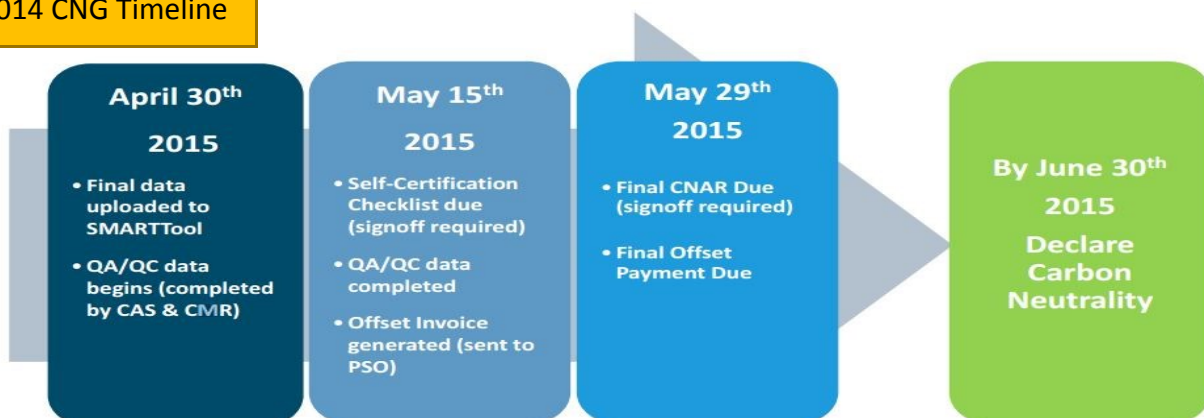 014 CNG Timeline
April 30th
2015
• Final data
uploaded to
SMARTTool
• QA/QC data
begins (completed
by CAS & CMR)
May 15th
2015
• Self-Certification
Checklist due
(signoff required)
• QA/QC data
completed
• Offset Invoice
generated (sent to
PSO)
May 29th
2015
• Final CNAR Due
(signoff required)
• Final Offset
Payment Due
By June 30th
2015
Declare
Carbon
Neutrality